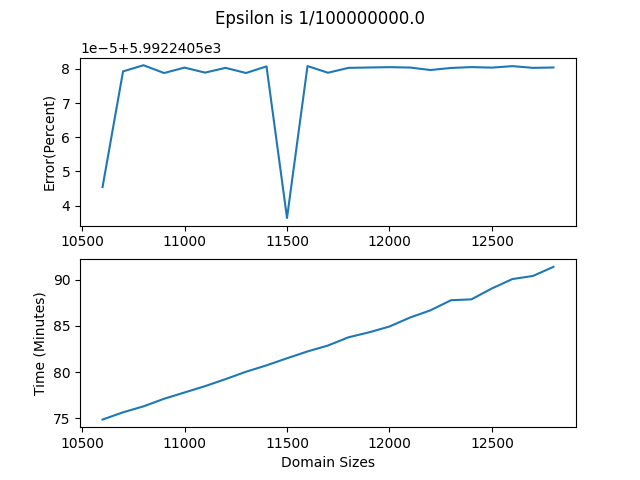 Epsilon is 1/100000000.0
1e−5+5.9922405e3
8
7
6
5
4
Error(Percent)
10500 11000 11500 12000 12500
90
85
80
75
Time (Minutes)
10500 11000 11500 12000 12500
Domain Sizes